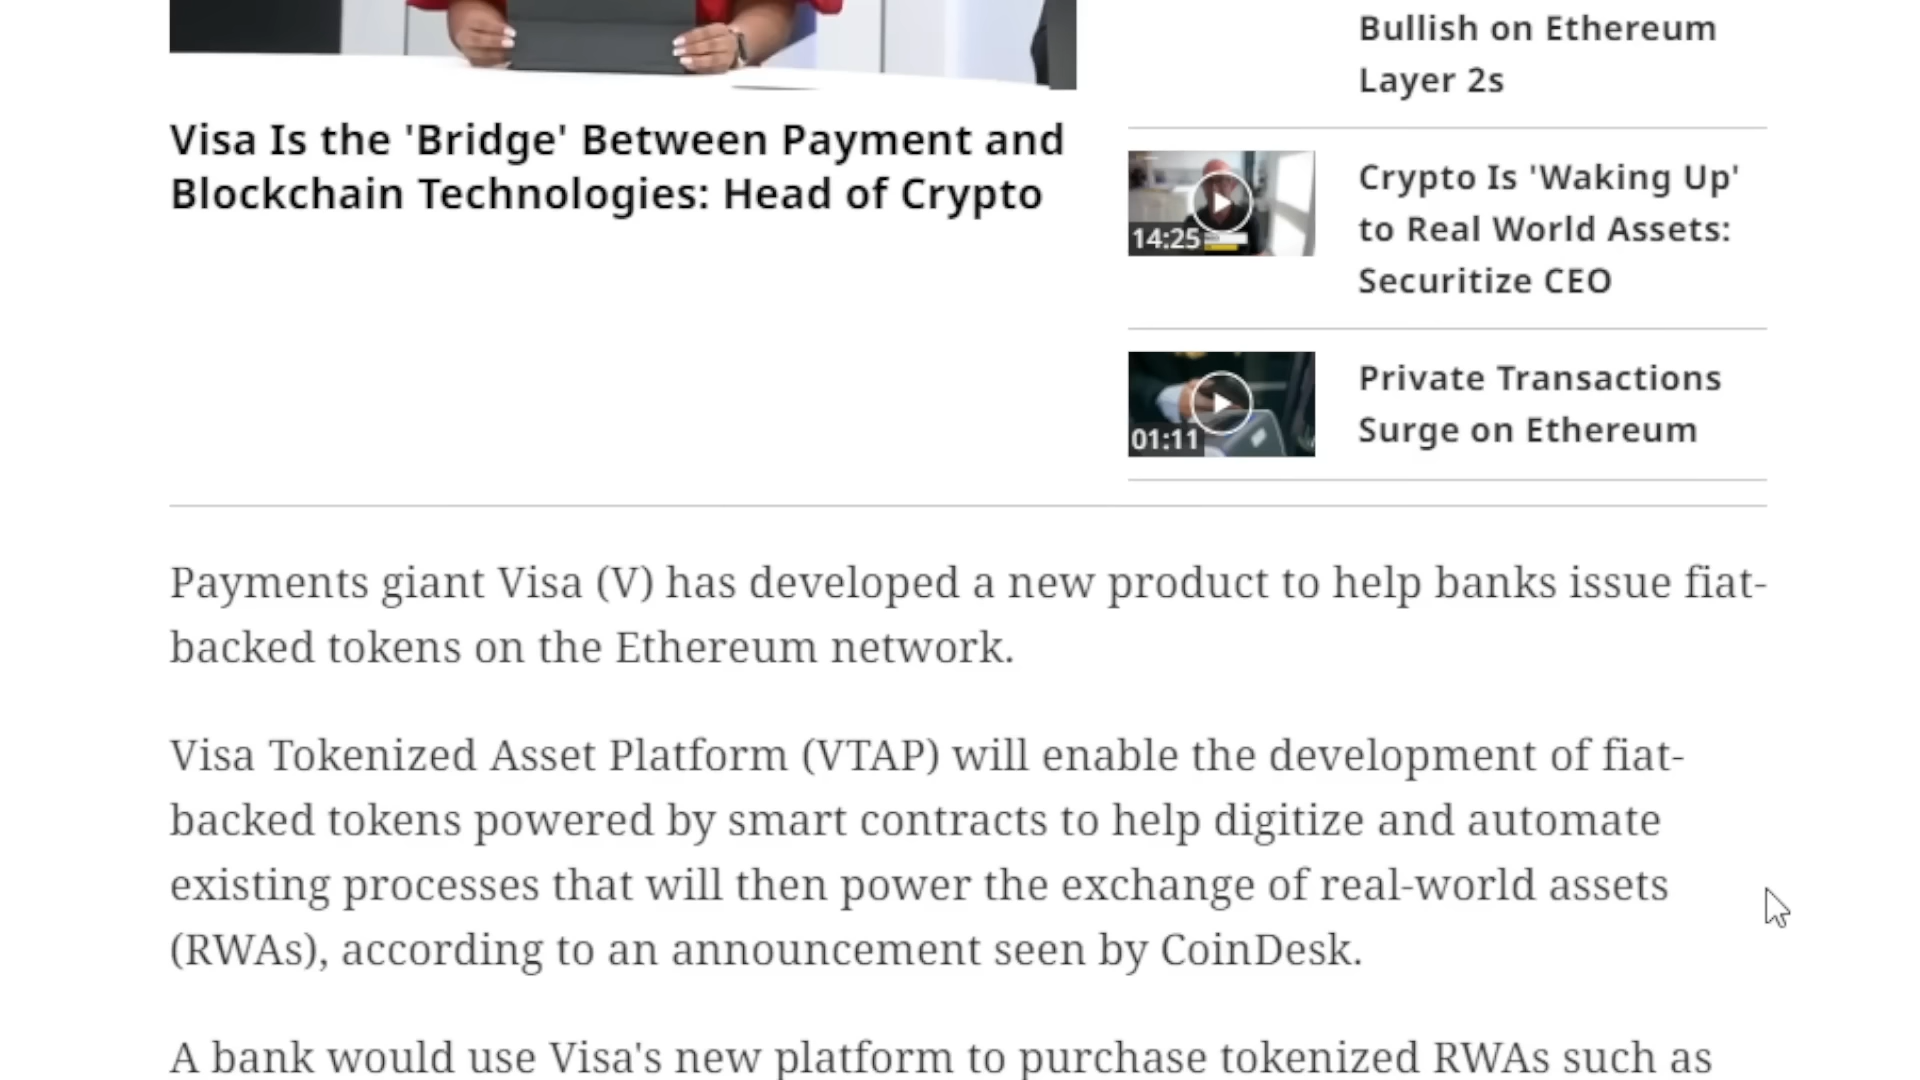 Bullish on Ethereum
Layer 2s
Visa Is the 'Bridge' Between Payment and
Blockchain Technologies: Head of Crypto
14:25
Crypto Is 'Waking Up'
to Real World Assets:
Securitize CEO
01:11
Private Transactions
Surge on Ethereum
Payments giant Visa (V) has developed a new product to help banks issue fiat-
backed tokens on the Ethereum network.
Visa Tokenized Asset Platform (VTAP) will enable the development of fiat-
backed tokens powered by smart contracts to help digitize and automate
existing processes that will then power the exchange of real-world assets
(RWAs), according to an announcement seen by CoinDesk.
A bank would use Visa's new platform to purchase tokenized RWAs such as